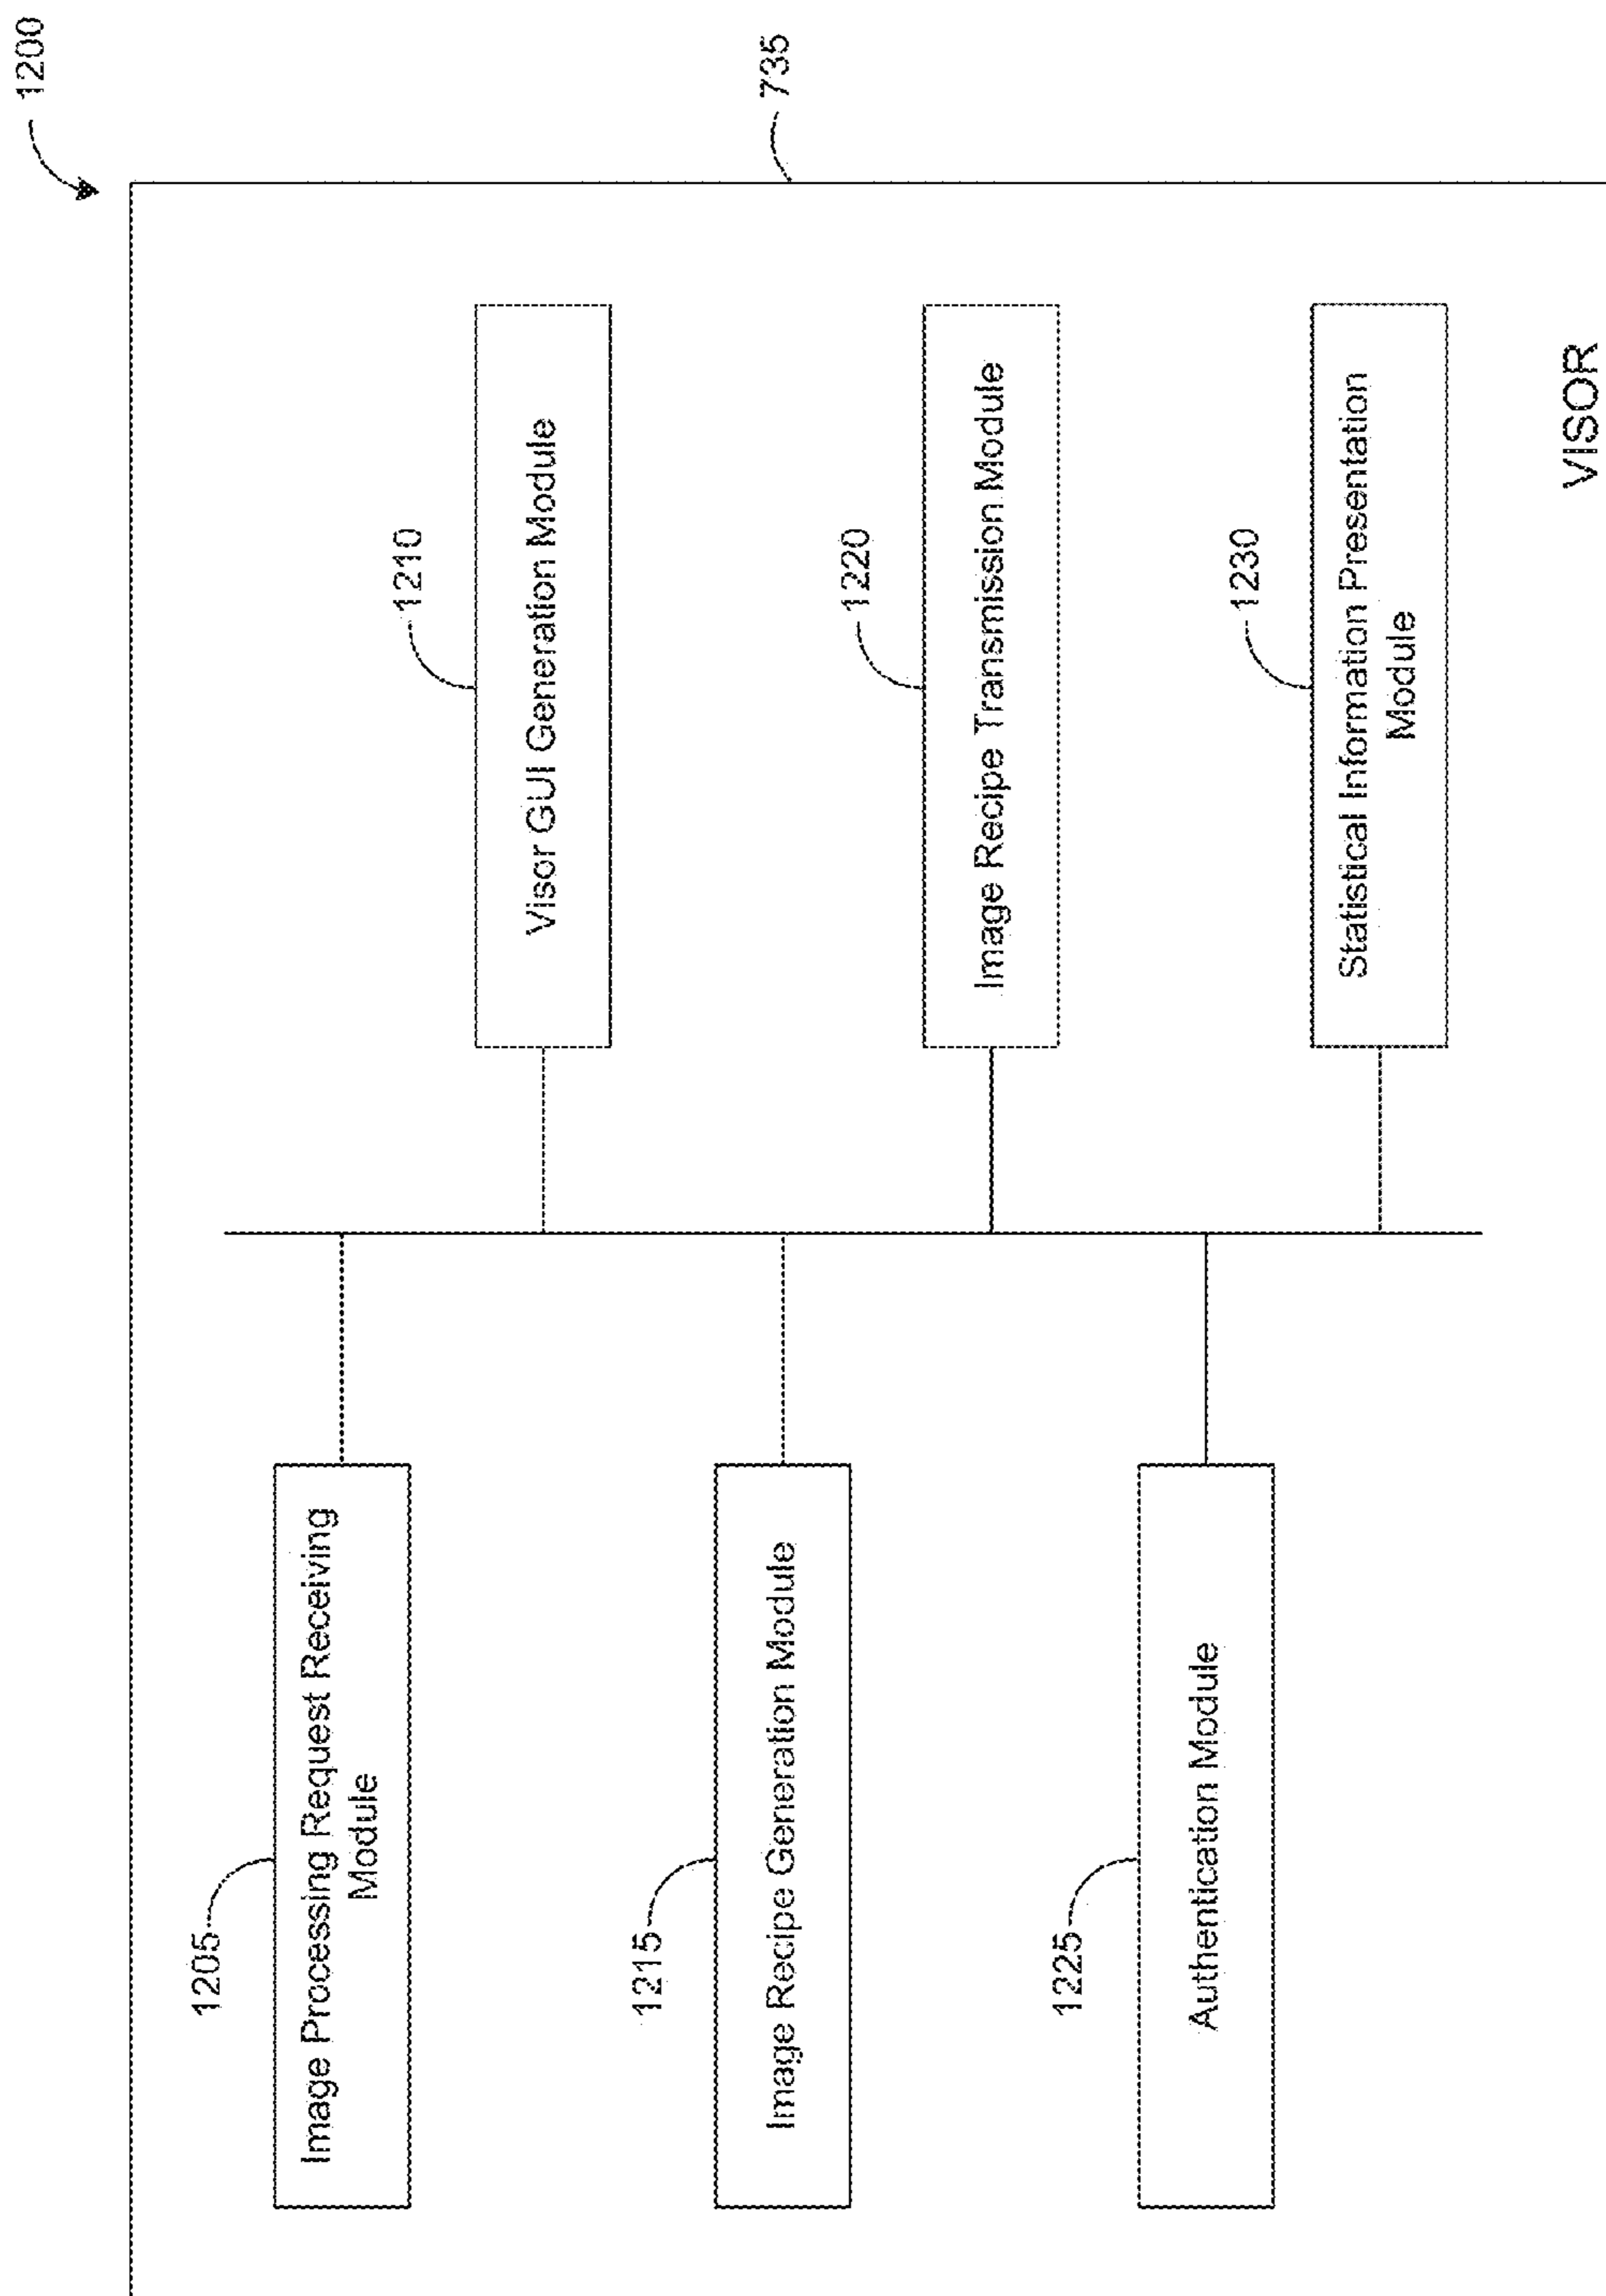 1200
735
1205
Image Processing Request Receiving
Module
1210
Visor GUI Generation Module
1215
Image Recipe Generation Module
1220
Image Recipe Transmission Module
1225
Authentication Module
1230
Statistical Information Presentation
Module
VISOR